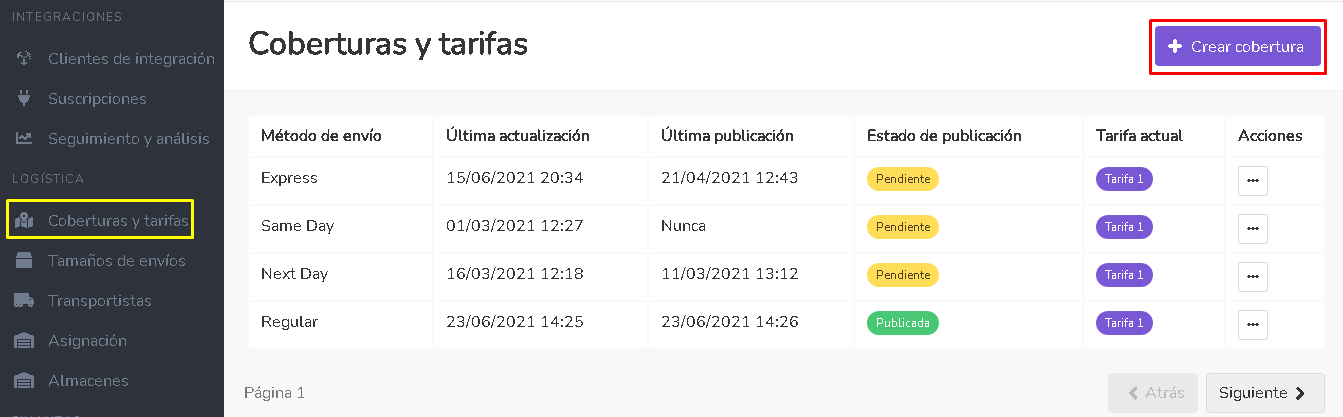 INTEGRACIONES
Clientes de integración
Suscripciones
Seguimiento y análisis
LOGÍSTICA
Coberturas y tarifas
Tamaños de envíos
Transportistas
Asignación
Almacenes
Coberturas y tarifas
Crear cobertura
Método de envío Última actualización Última publicación Estado de publicación Tarifa actual Acciones
Express 15/06/2021 20:34 21/04/2021 12:43 Pendiente Tarifa 1
Same Day 01/03/2021 12:27 Nunca Pendiente Tarifa 1
Next Day 16/03/2021 12:18 11/03/2021 13:12 Pendiente Tarifa 1
Regular 23/06/2021 14:25 23/06/2021 14:26 Publicada Tarifa 1
Página 1 Atrás Siguiente